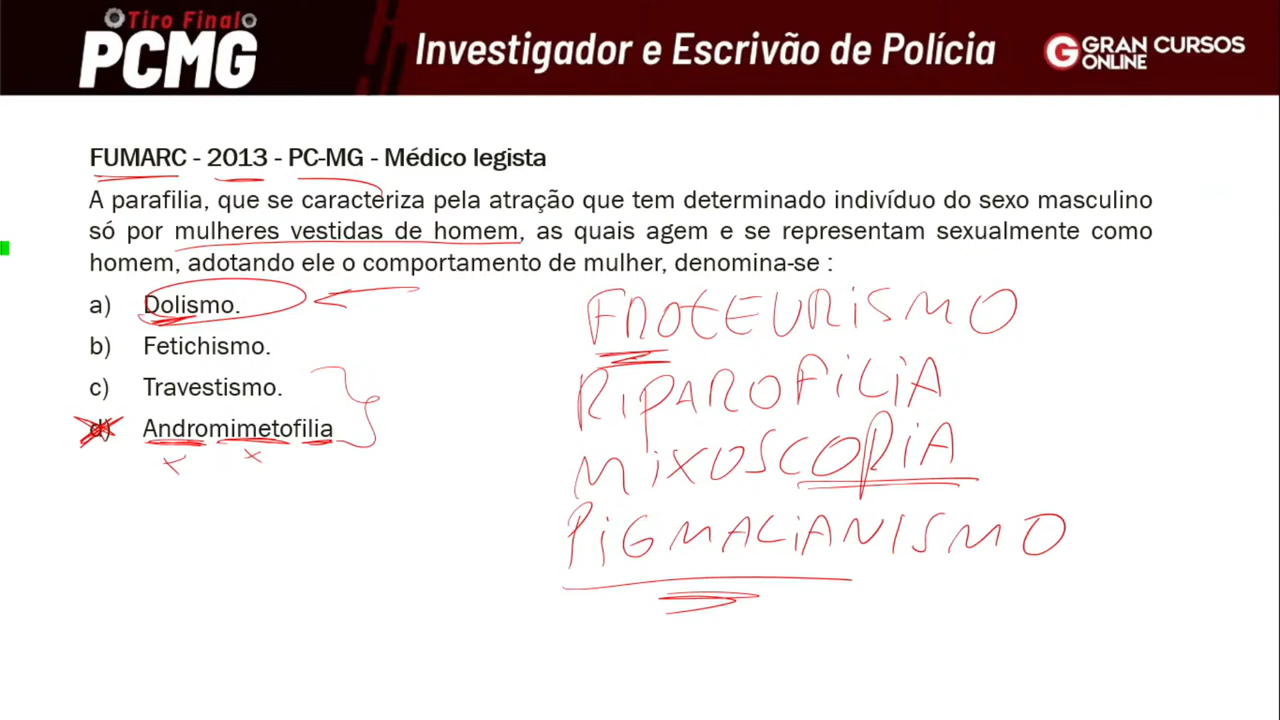 Tiro Final
PCMG
Investigador e Escrivão de Polícia
GRAN CURSOS
ONLINE
FUMARC - 2013 - PC-MG - Médico legista
A parafilia, que se caracteriza pela atração que tem determinado indivíduo do sexo masculino
só por mulheres vestidas de homem, as quais agem e se representam sexualmente como
homem, adotando ele o comportamento de mulher, denomina-se :
a) Dolismo.
b) Fetichismo.
c) Travestismo.
d) Andromimetofilia
FROTEURISMO
RIPAROFILIA
MIXOSCOPIA
PIGMALIANISMO